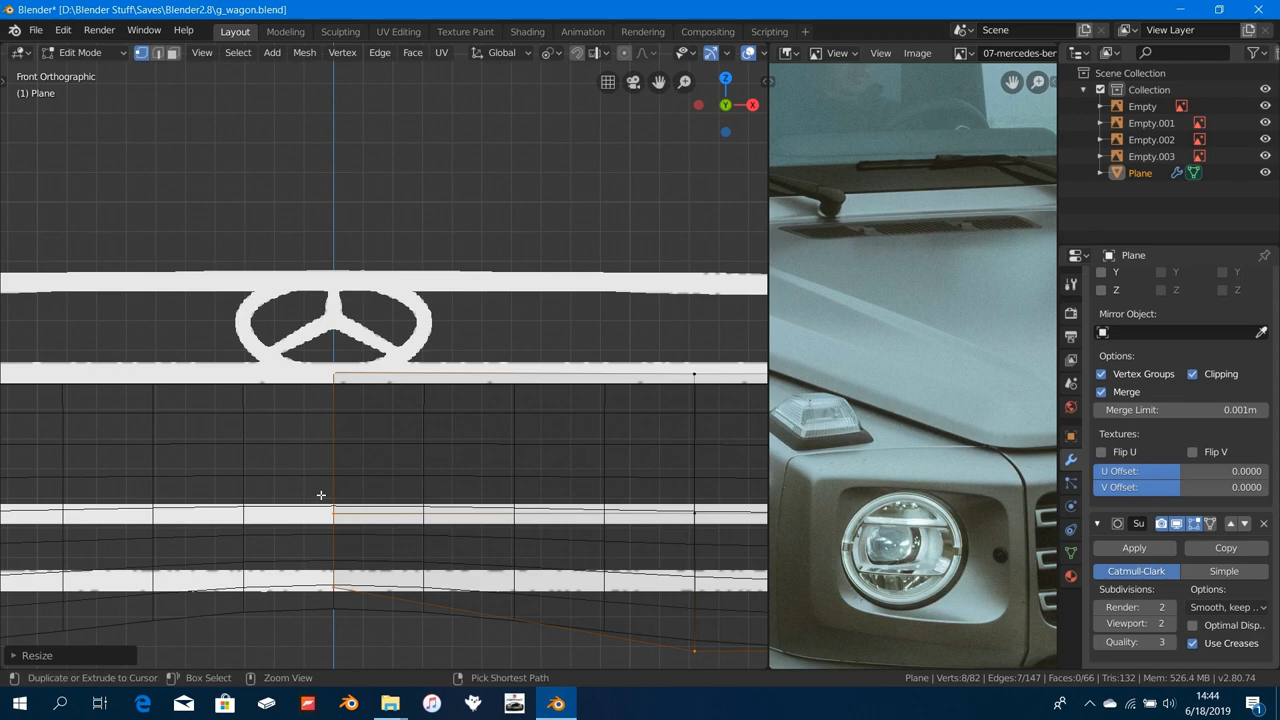 Blender* [D:\Blender Stuff\Saves\Blender2.8\g_wagon.blend]
File Edit Render Window Help Layout Modeling Sculpting UV Editing Texture Paint Shading Animation Rendering Compositing Scripting + Scene View Layer
Edit Mode View Select Add Mesh Vertex Edge Face UV Global View View Image 07-mercedes-ber
Front Orthographic
(1) Plane
Z
Y
X
Scene Collection
Collection
Empty
Empty.001
Empty.002
Empty.003
Plane
Plane
Y
Z
Mirror Object:
Options:
Vertex Groups Clipping
Merge
Merge Limit: 0.001m
Textures:
Flip U Flip V
U Offset: 0.0000
V Offset: 0.0000
Su
Apply Copy
Catmull-Clark Simple
Subdivisions: Options:
Render: 2 Smooth, keep ..
Viewport: 2 Optimal Disp..
Quality: 3 Use Creases
Resize
Duplicate or Extrude to Cursor Box Select Zoom View Pick Shortest Path Plane | Verts:8/82 | Edges:7/147 | Faces:0/66 | Tris:132 | Mem: 526.4 MB | v2.80.74
14:44
6/18/2019